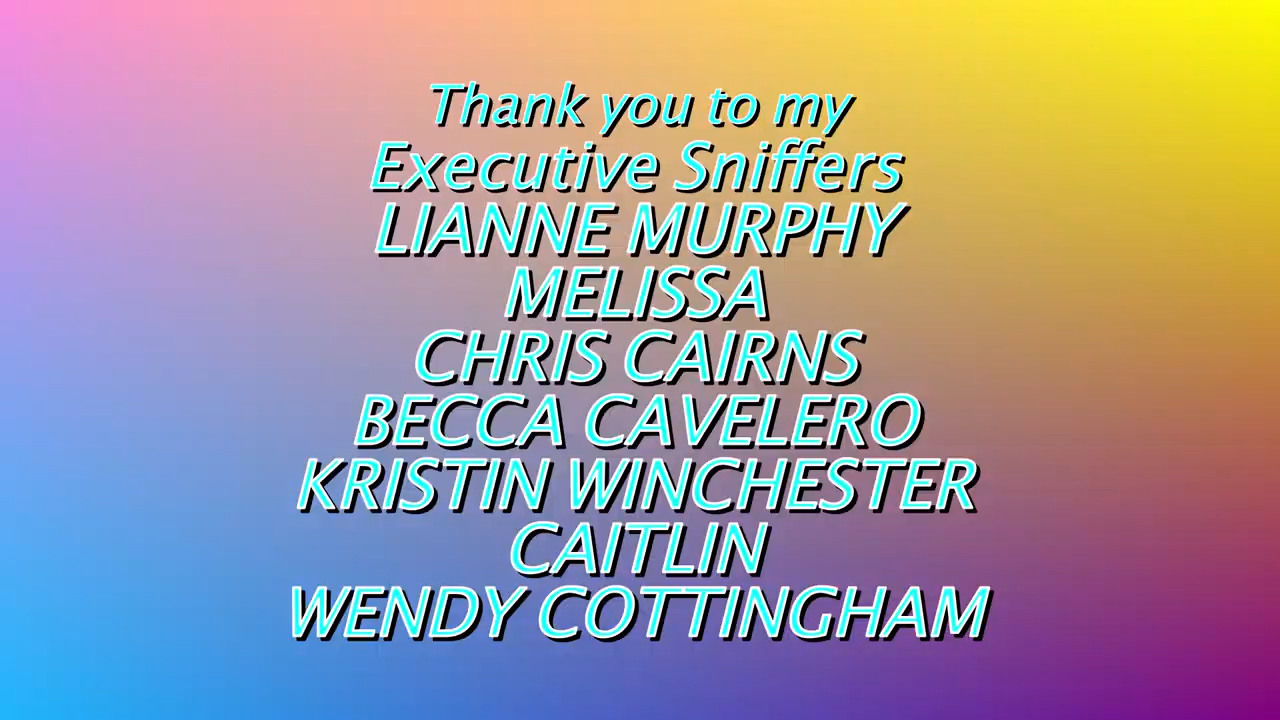 Thank you to my
Executive Sniffers
LIANNE MURPHY
MELISSA
CHRIS CAIRNS
BECCA CAVELERO
KRISTIN WINCHESTER
CAITLIN
WENDY COTTINGHAM